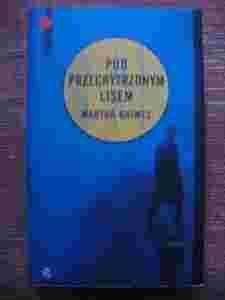 POD
PRZECHYTRZONYM
LISEM
MARTHA GRIMES